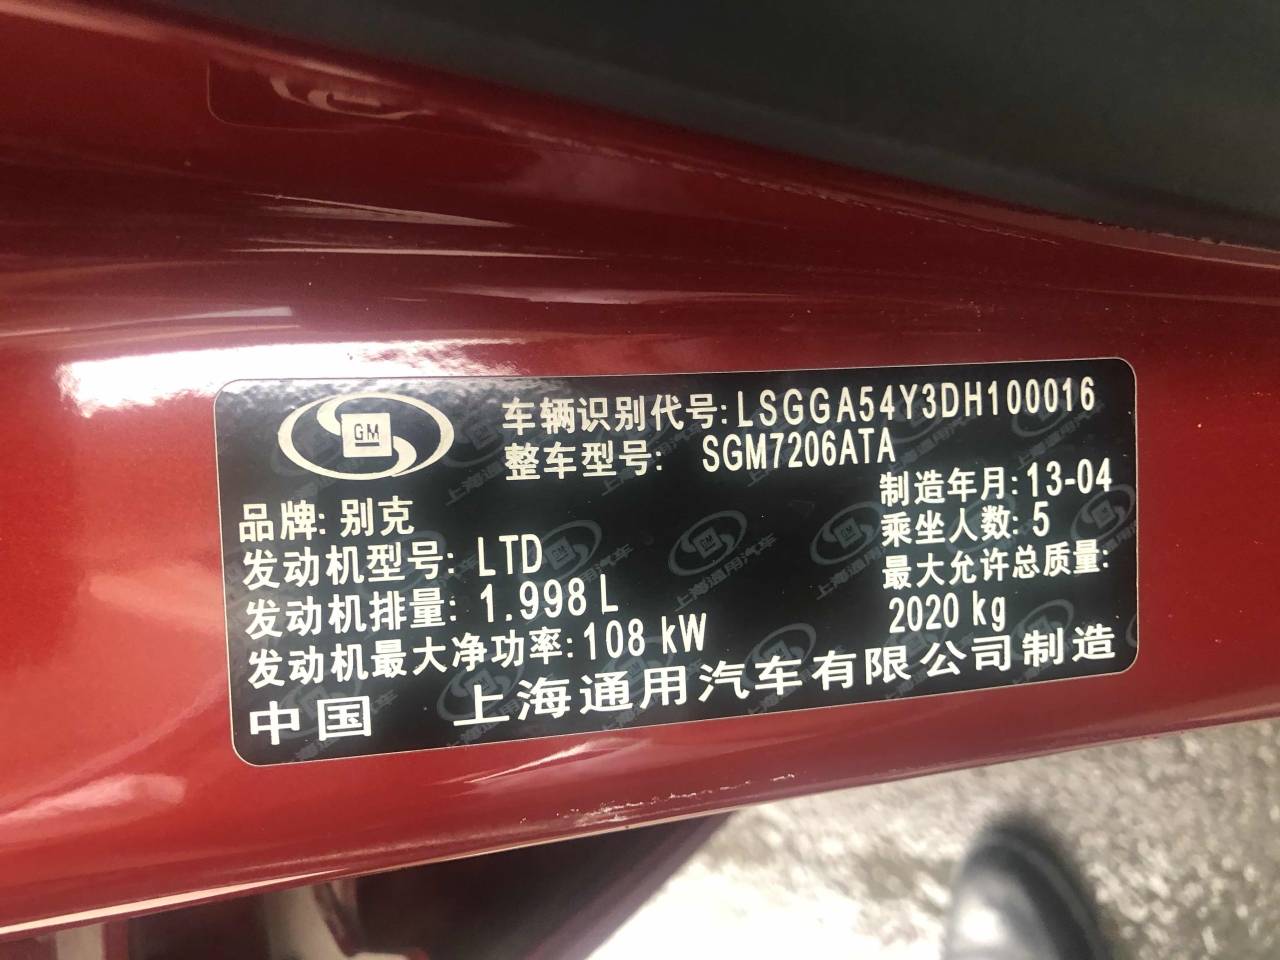 GM
车辆识别代号: LSGGA54Y3DH100016
整车型号: SGM7206ATA
制造年月: 13-04
品牌: 别克
乘坐人数: 5
发动机型号: LTD
最大允许总质量:
发动机排量: 1.998 L
2020 kg
发动机最大净功率: 108 kW
中国 上海通用汽车有限公司制造